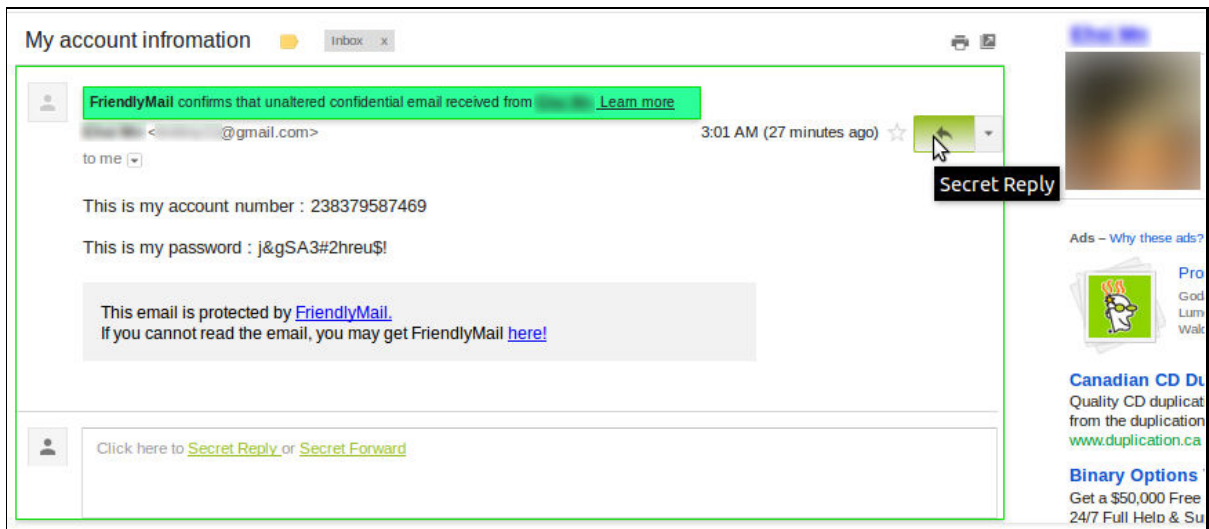 My account infromation
Inbox x
FriendlyMail confirms that unaltered confidential email received from Learn more
< @gmail.com>
3:01 AM (27 minutes ago)
to me
Secret Reply
This is my account number : 238379587469
This is my password : j&gSA3#2hreu$!
This email is protected by FriendlyMail.
If you cannot read the email, you may get FriendlyMail here!
Click here to Secret Reply or Secret Forward
Ads – Why these ads?
Pro
God
Lum
Wald
Canadian CD Du
Quality CD duplicat
from the duplication
www.duplication.ca
Binary Options
Get a $50,000 Free
24/7 Full Help & Su